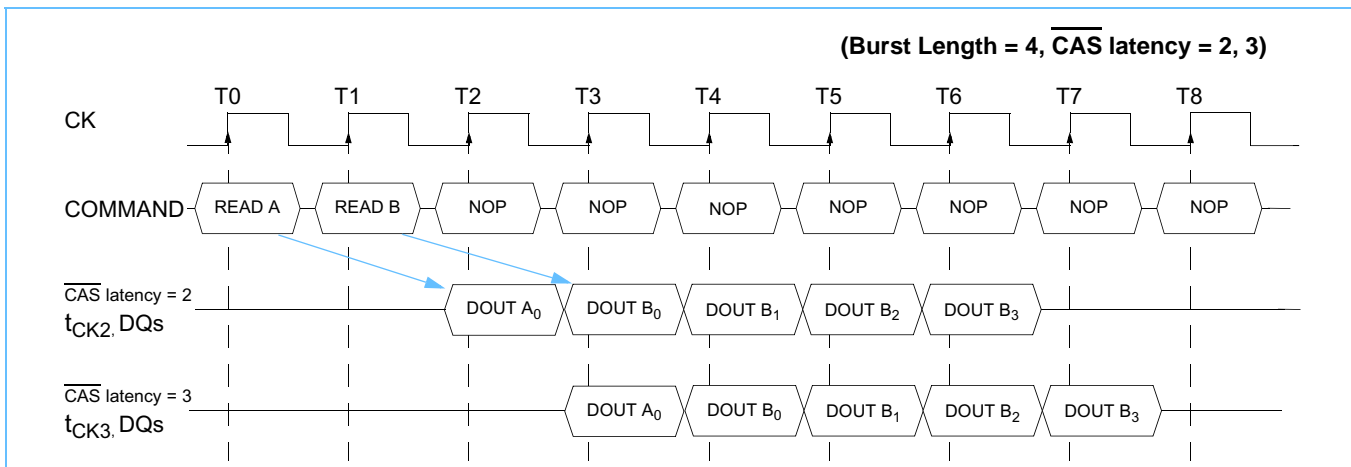 (Burst Length = 4, CAS latency = 2, 3)
T0 T1 T2 T3 T4 T5 T6 T7 T8
CK
COMMAND READ A READ B NOP NOP NOP NOP NOP NOP NOP
CAS latency = 2
tCK2, DQs DOUT A0 DOUT B0 DOUT B1 DOUT B2 DOUT B3
CAS latency = 3
tCK3, DQs DOUT A0 DOUT B0 DOUT B1 DOUT B2 DOUT B3